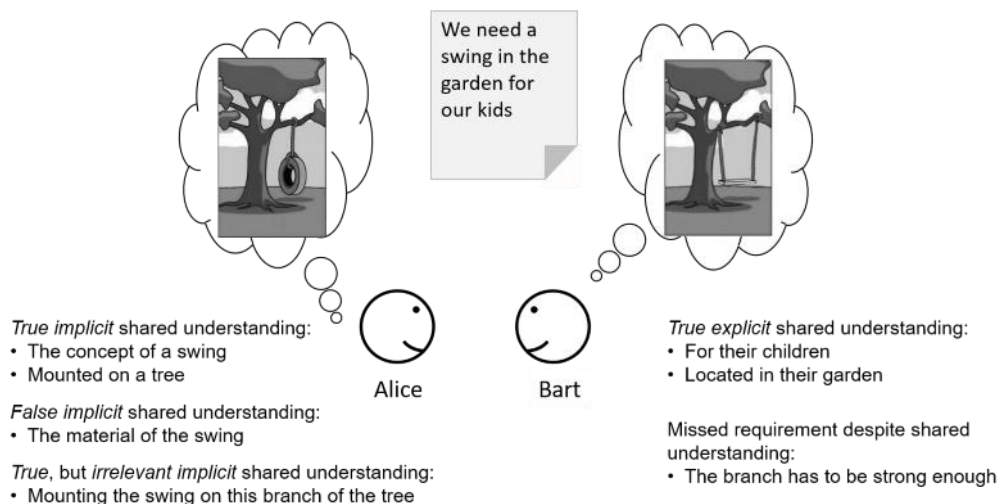 We need a
swing in the
garden for
our kids
True implicit shared understanding:
• The concept of a swing
• Mounted on a tree
False implicit shared understanding:
• The material of the swing
True, but irrelevant implicit shared understanding:
• Mounting the swing on this branch of the tree
Alice
Bart
True explicit shared understanding:
• For their children
• Located in their garden
Missed requirement despite shared
understanding:
• The branch has to be strong enough